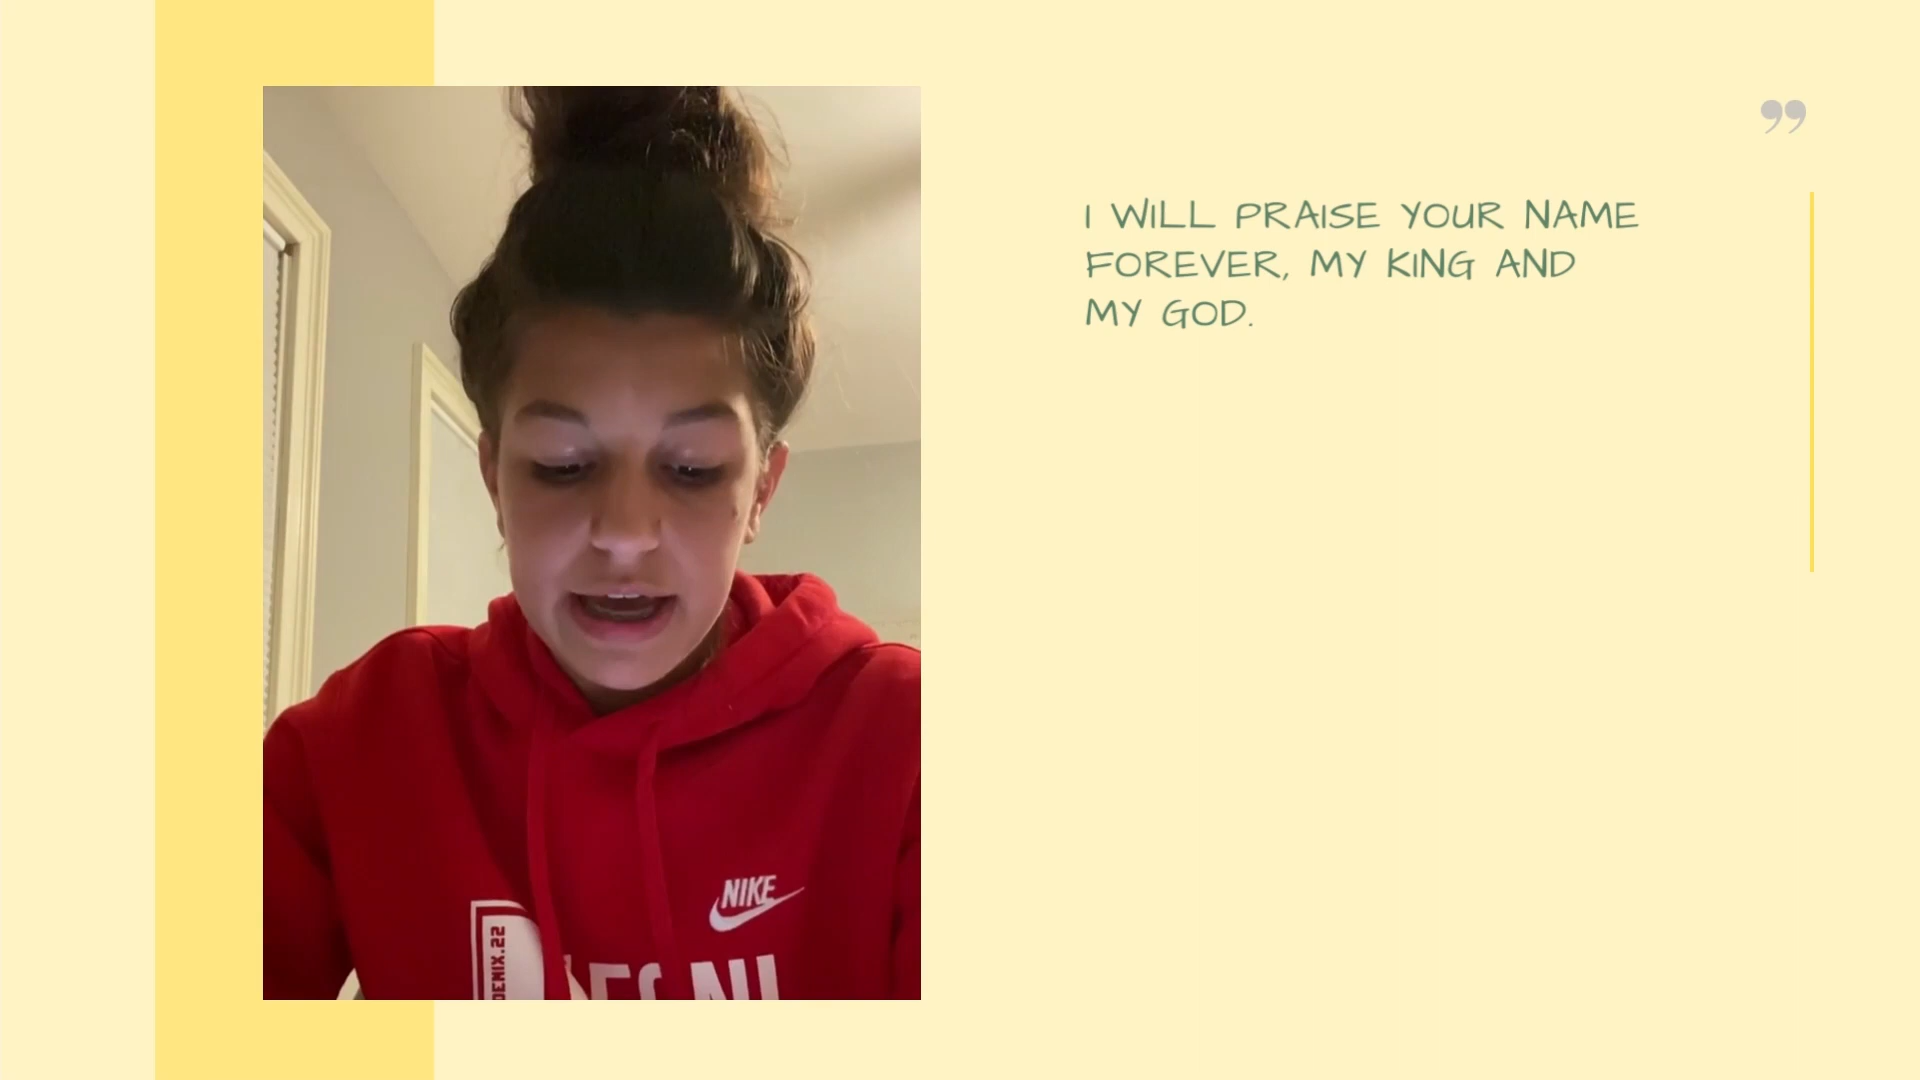 ”
I WILL PRAISE YOUR NAME
FOREVER, MY KING AND
MY GOD.
NIKE